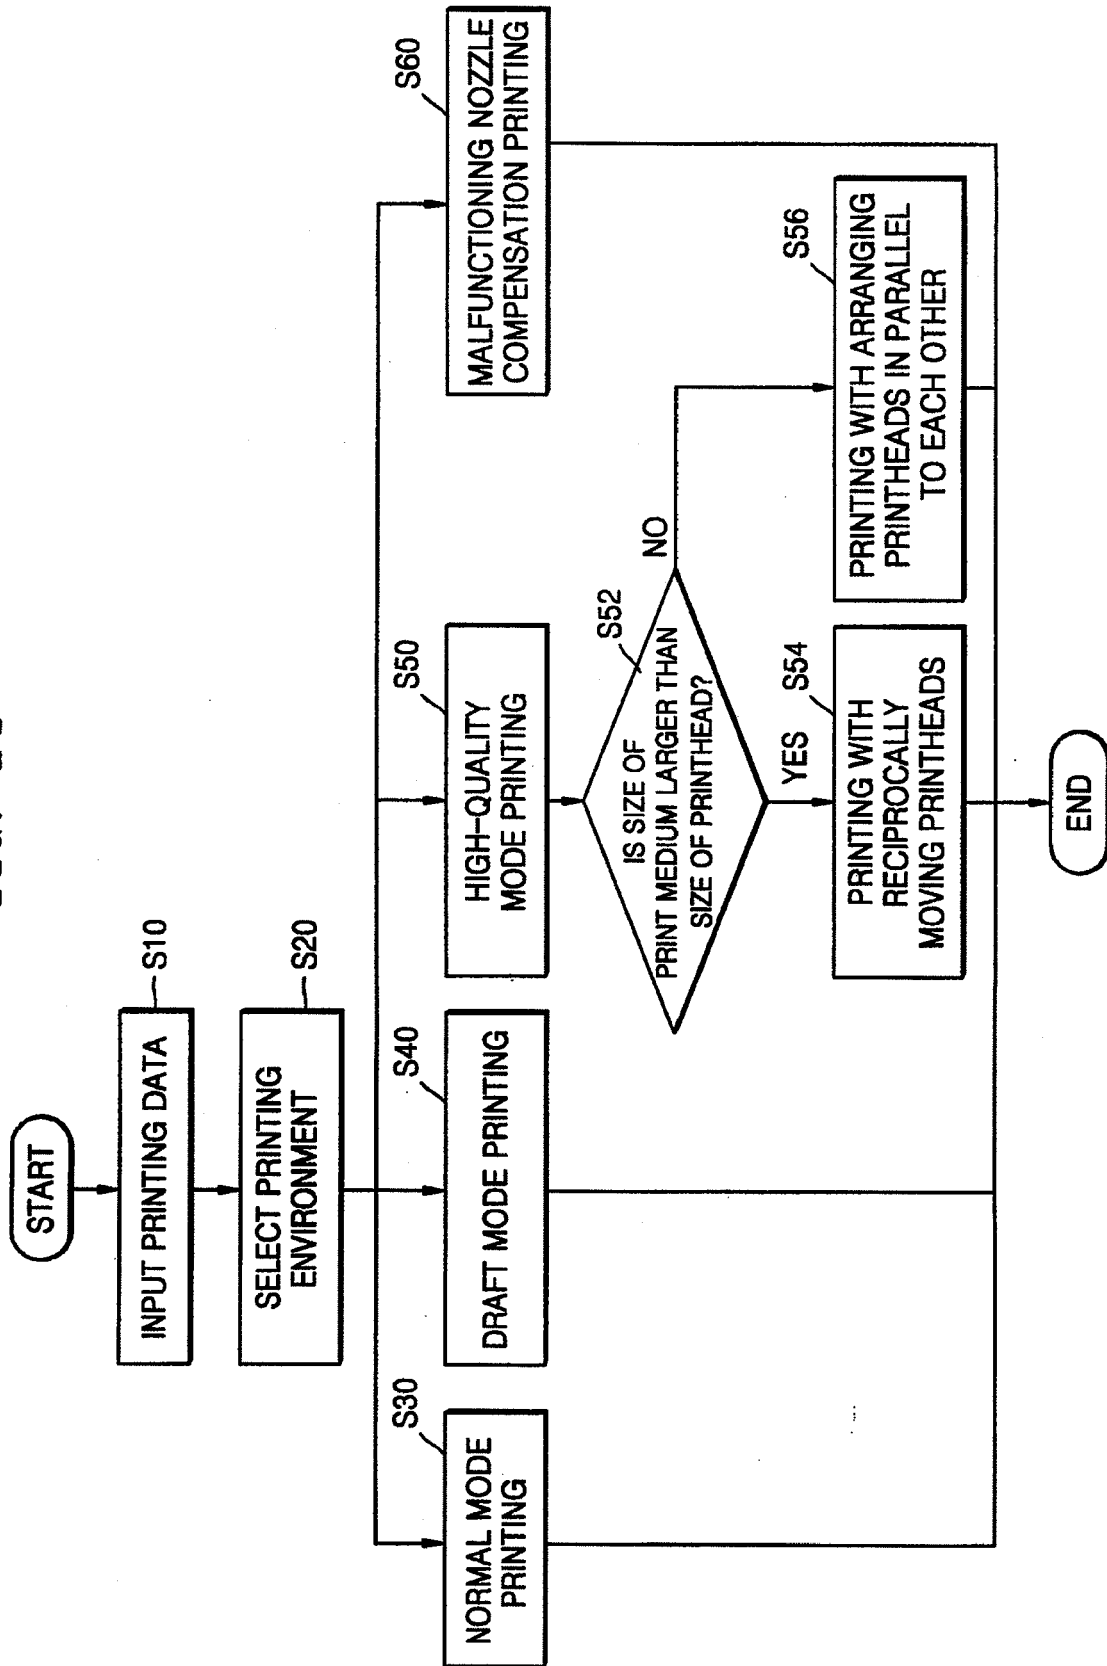 START
INPUT PRINTING DATA
S10
SELECT PRINTING
ENVIRONMENT
S20
NORMAL MODE
PRINTING
S30
DRAFT MODE PRINTING
S40
HIGH-QUALITY
MODE PRINTING
S50
MALFUNCTIONING NOZZLE
COMPENSATION PRINTING
S60
IS SIZE OF
PRINT MEDIUM LARGER THAN
SIZE OF PRINTHEAD?
S52
NO
YES
PRINTING WITH
RECIPROCALLY
MOVING PRINTHEADS
S54
PRINTING WITH ARRANGING
PRINTHEADS IN PARALLEL
TO EACH OTHER
S56
END